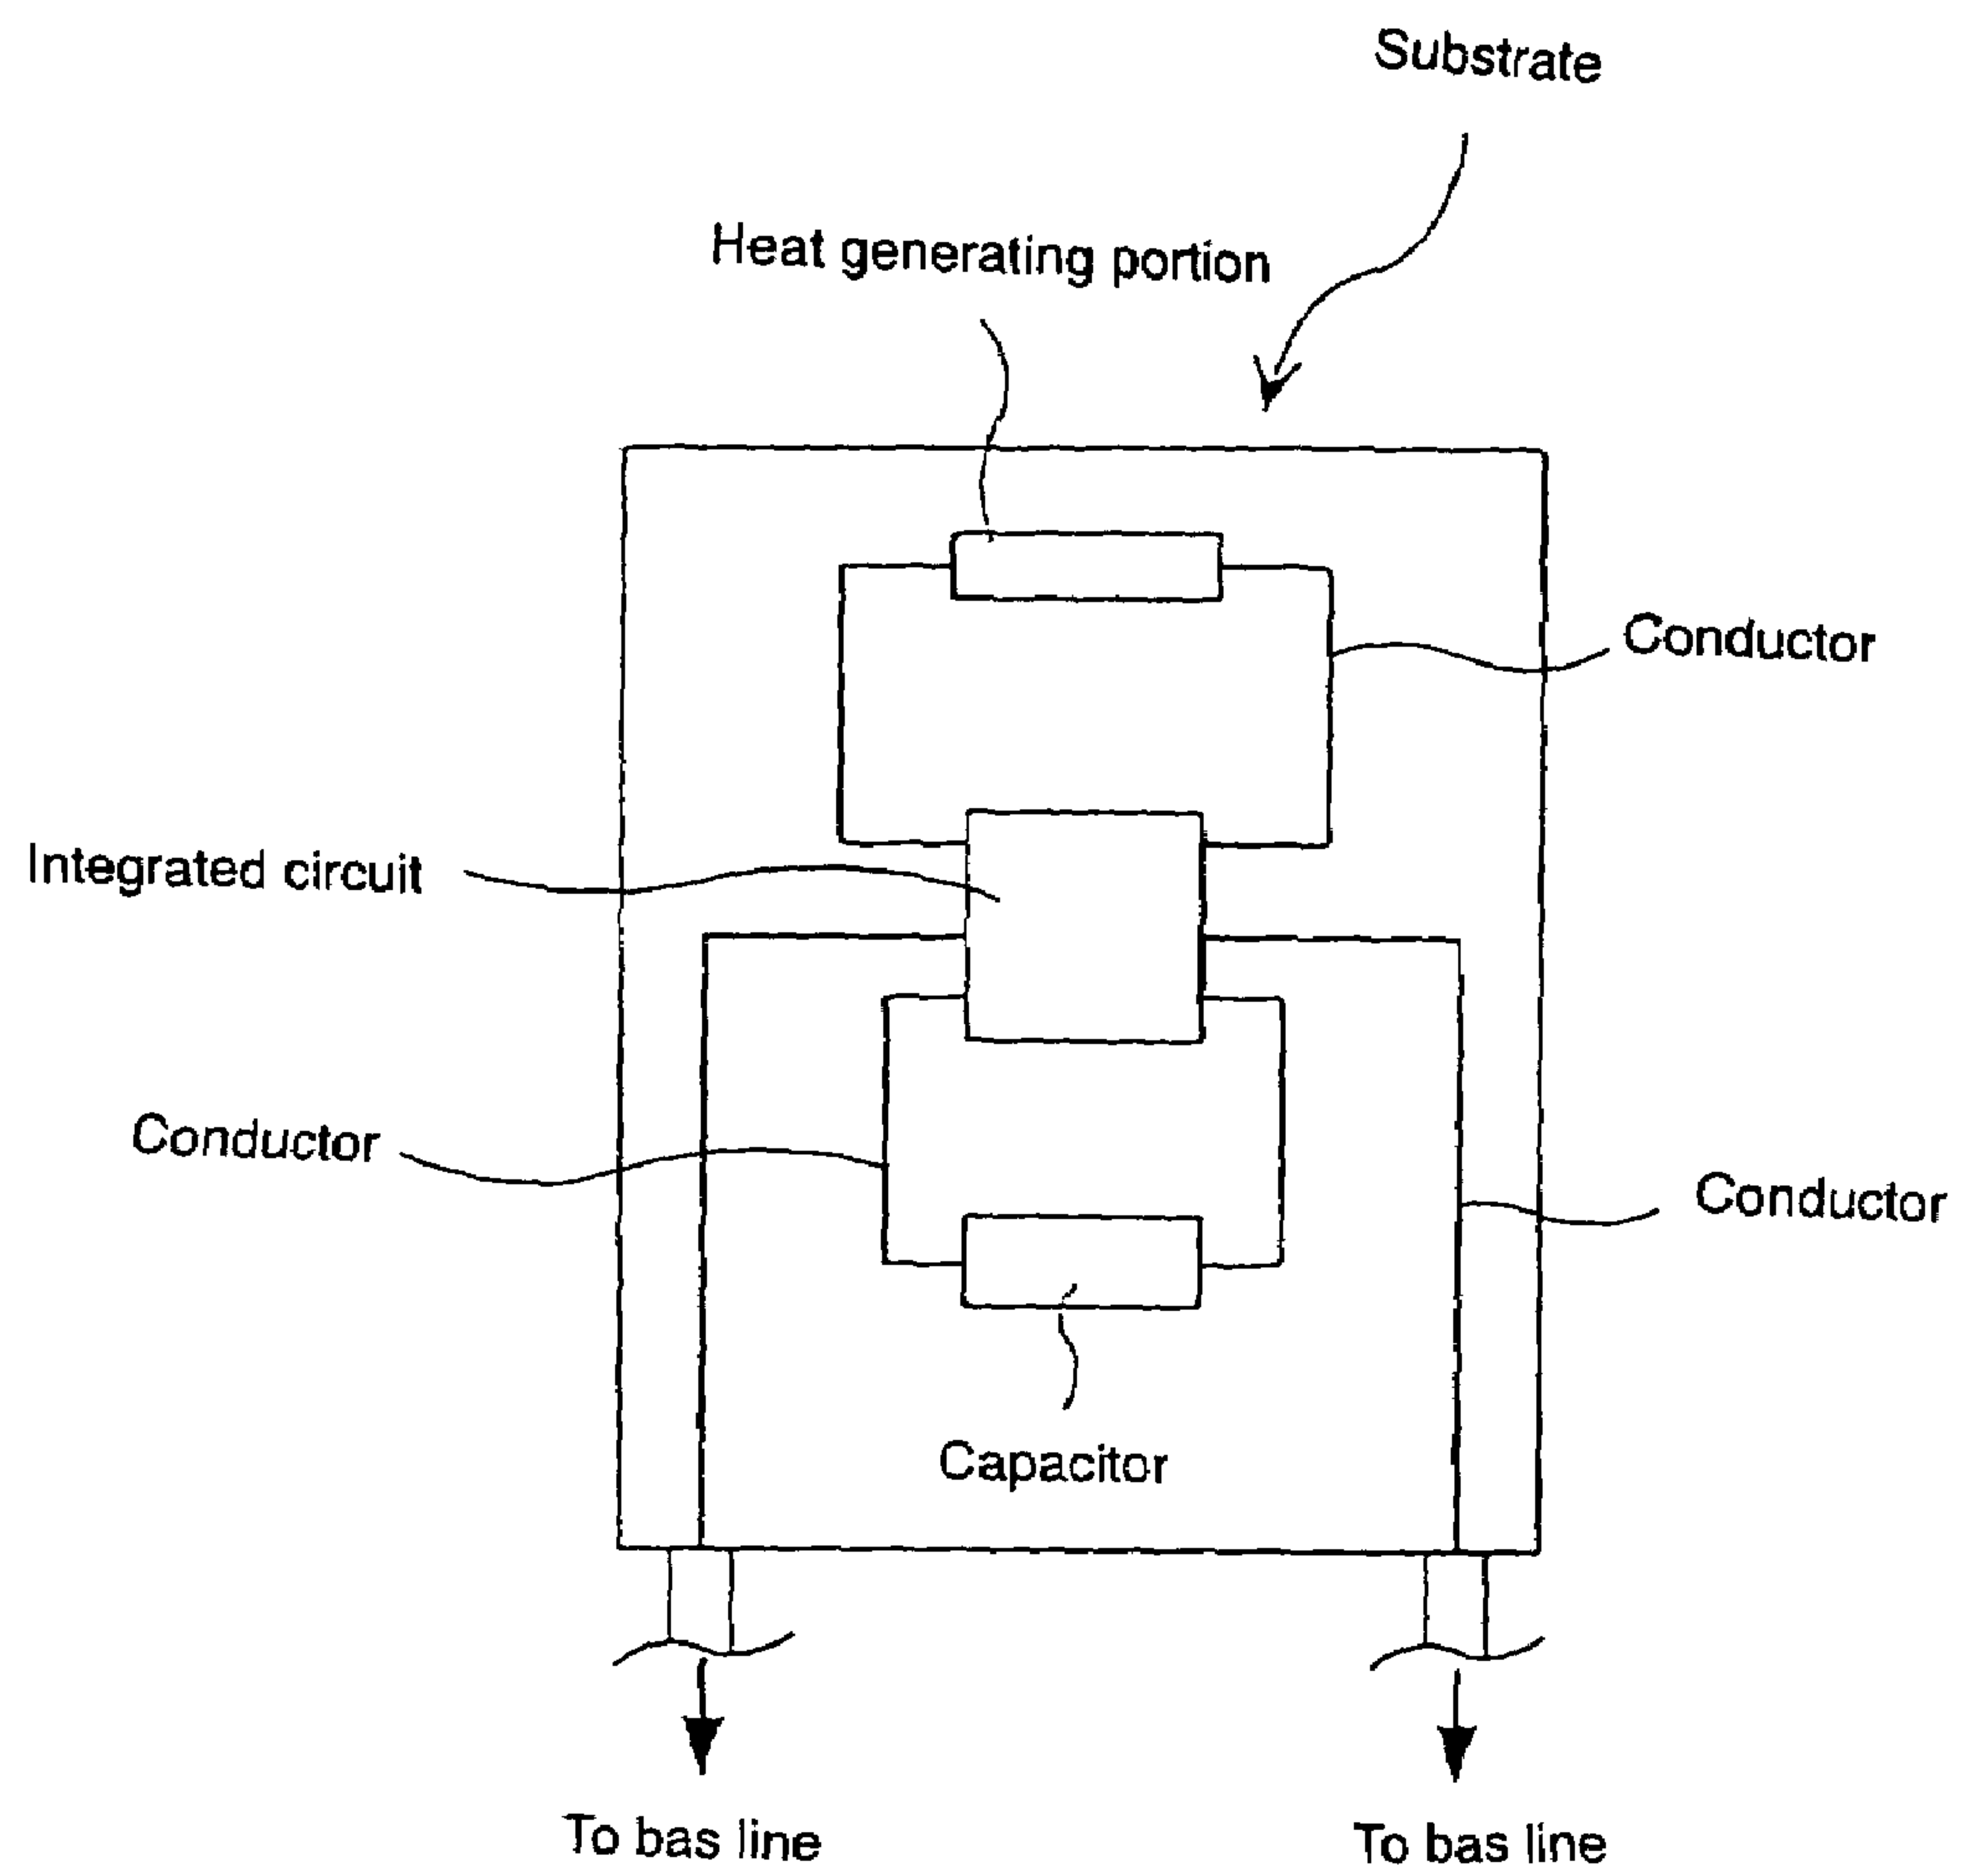 Substrate
Heat generating portion
Conductor
Integrated circuit
Conductor
Conductor
Capacitor
To bas line
To bas line